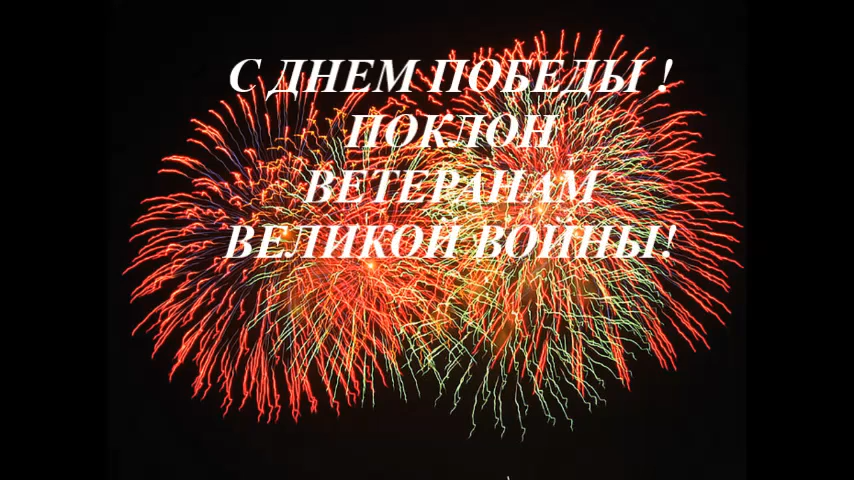 С ДНЕМ ПОБЕДЫ !
ПОКЛОН
ВЕТЕРАНАМ
ВЕЛИКОЙ ВОЙНЫ!